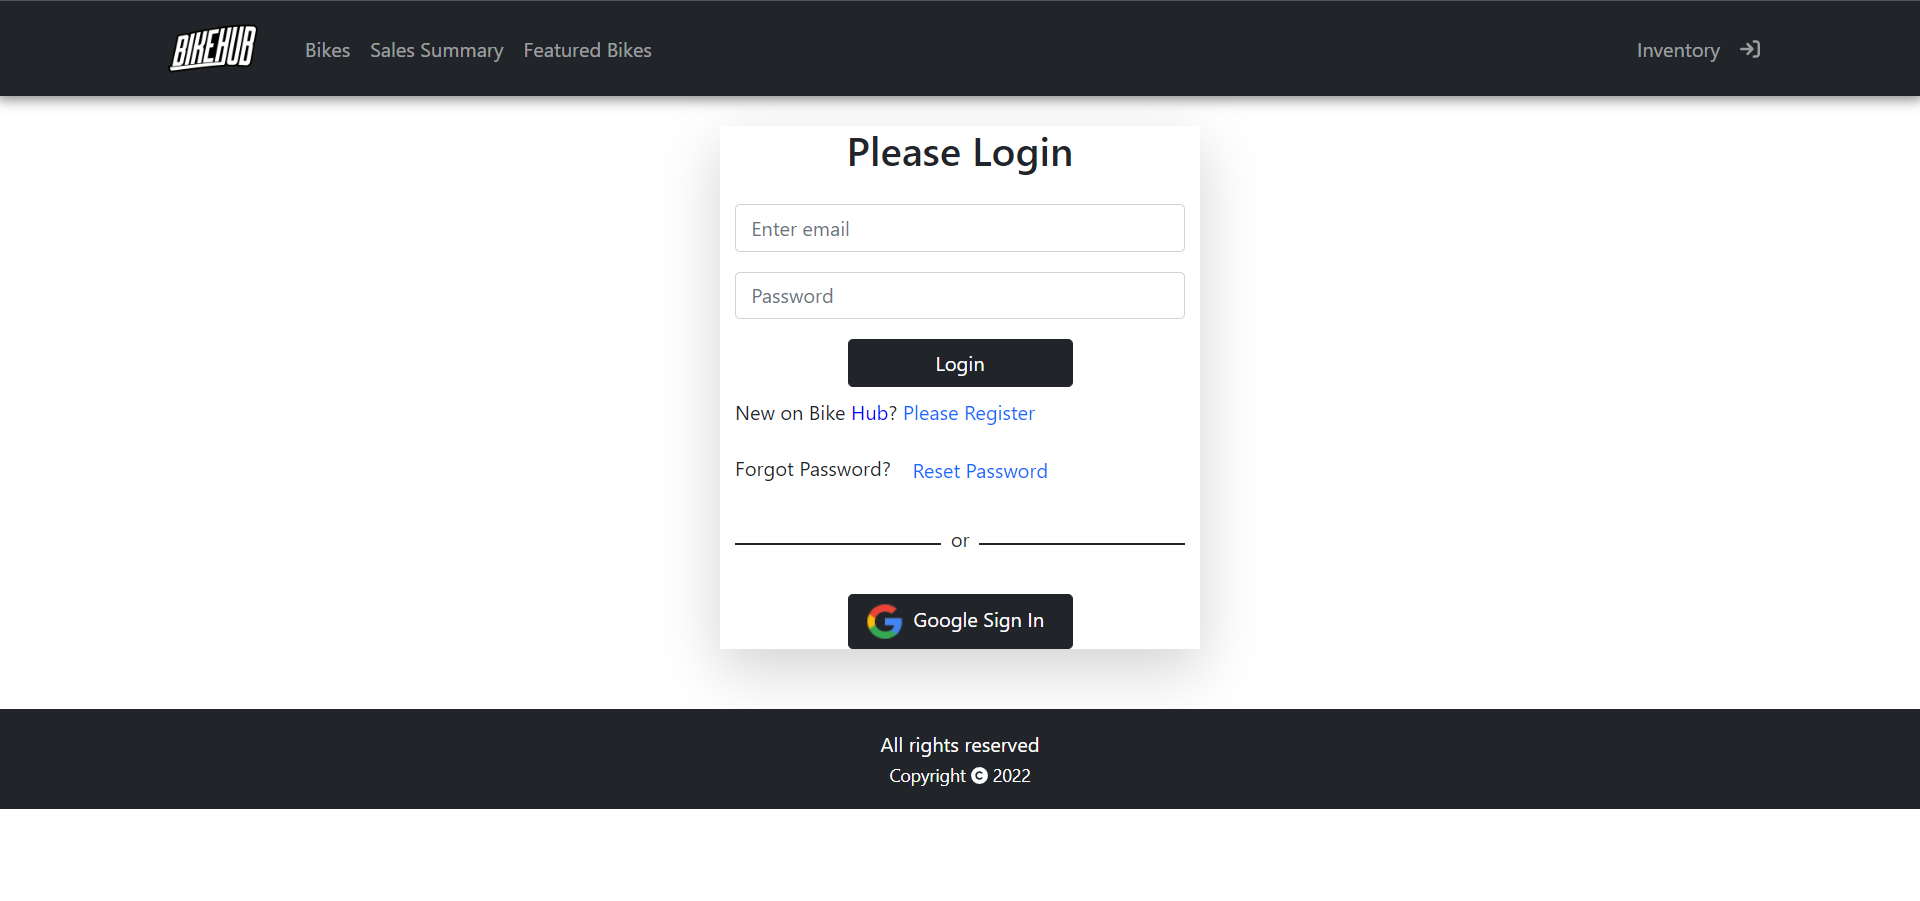 BIKEHUB Bikes Sales Summary Featured Bikes Inventory
Please Login
Enter email
Password
Login
New on Bike Hub? Please Register
Forgot Password? Reset Password
or
Google Sign In
All rights reserved
Copyright © 2022